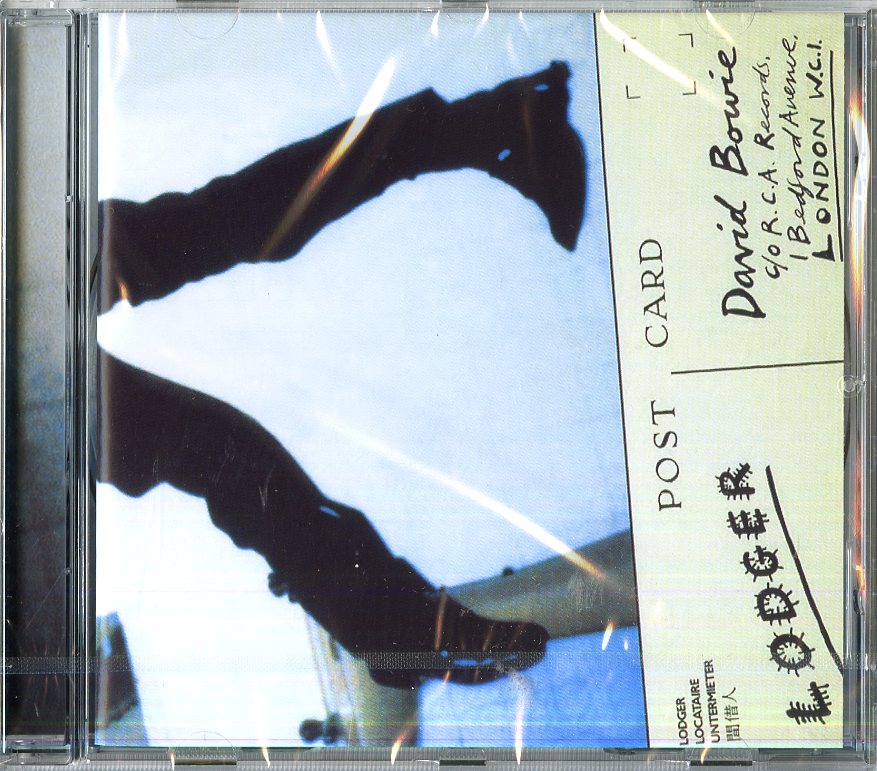 POST CARD
David Bowie
c/o R.C.A. Records,
1 Bedford Avenue,
LONDON W.C.1.
LODGER
LODGER
LOCATAIRE
UNTERMIETER
間借人